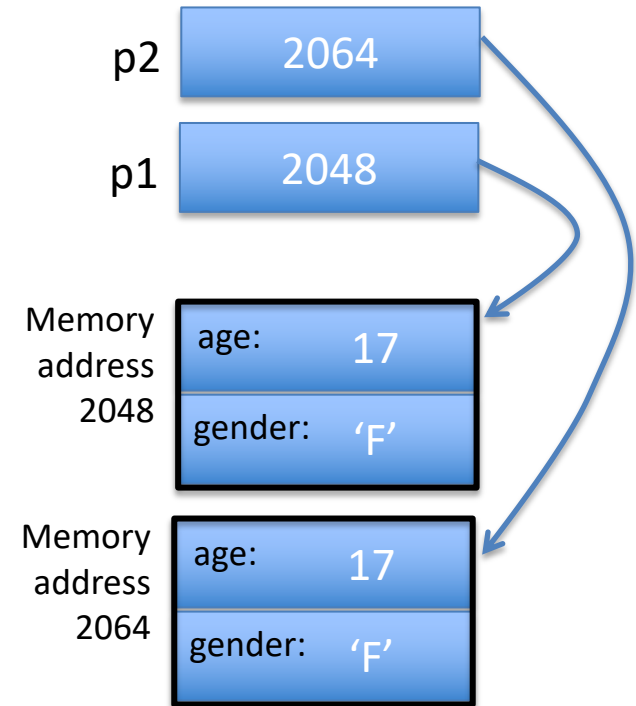 p2
2064
p1
2048
Memory
address
2048
age:
17
gender:
‘F’
Memory
address
2064
age:
17
gender:
‘F’